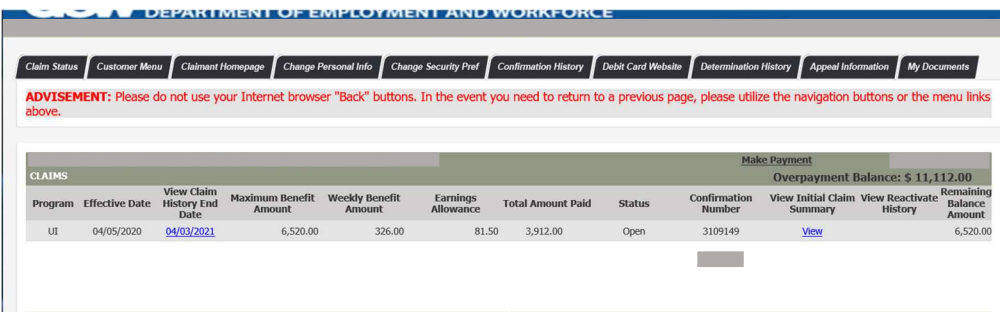 DEPARTMENT OF EMPLOYMENT AND WORKFORCE
Claim Status Customer Menu Claimant Homepage Change Personal Info Change Security Pref Confirmation History Debit Card Website Determination History Appeal Information My Documents
ADVISEMENT: Please do not use your Internet browser "Back" buttons. In the event you need to return to a previous page, please utilize the navigation buttons or the menu links
above.
Make Payment
CLAIMS Overpayment Balance: $ 11,112.00
Program Effective Date View Claim History End Date Maximum Benefit Amount Weekly Benefit Amount Earnings Allowance Total Amount Paid Status Confirmation Number View Initial Claim Summary View Reactivate History Remaining Balance Amount
UI 04/05/2020 04/03/2021 6,520.00 326.00 81.50 3,912.00 Open 3109149 View 6,520.00